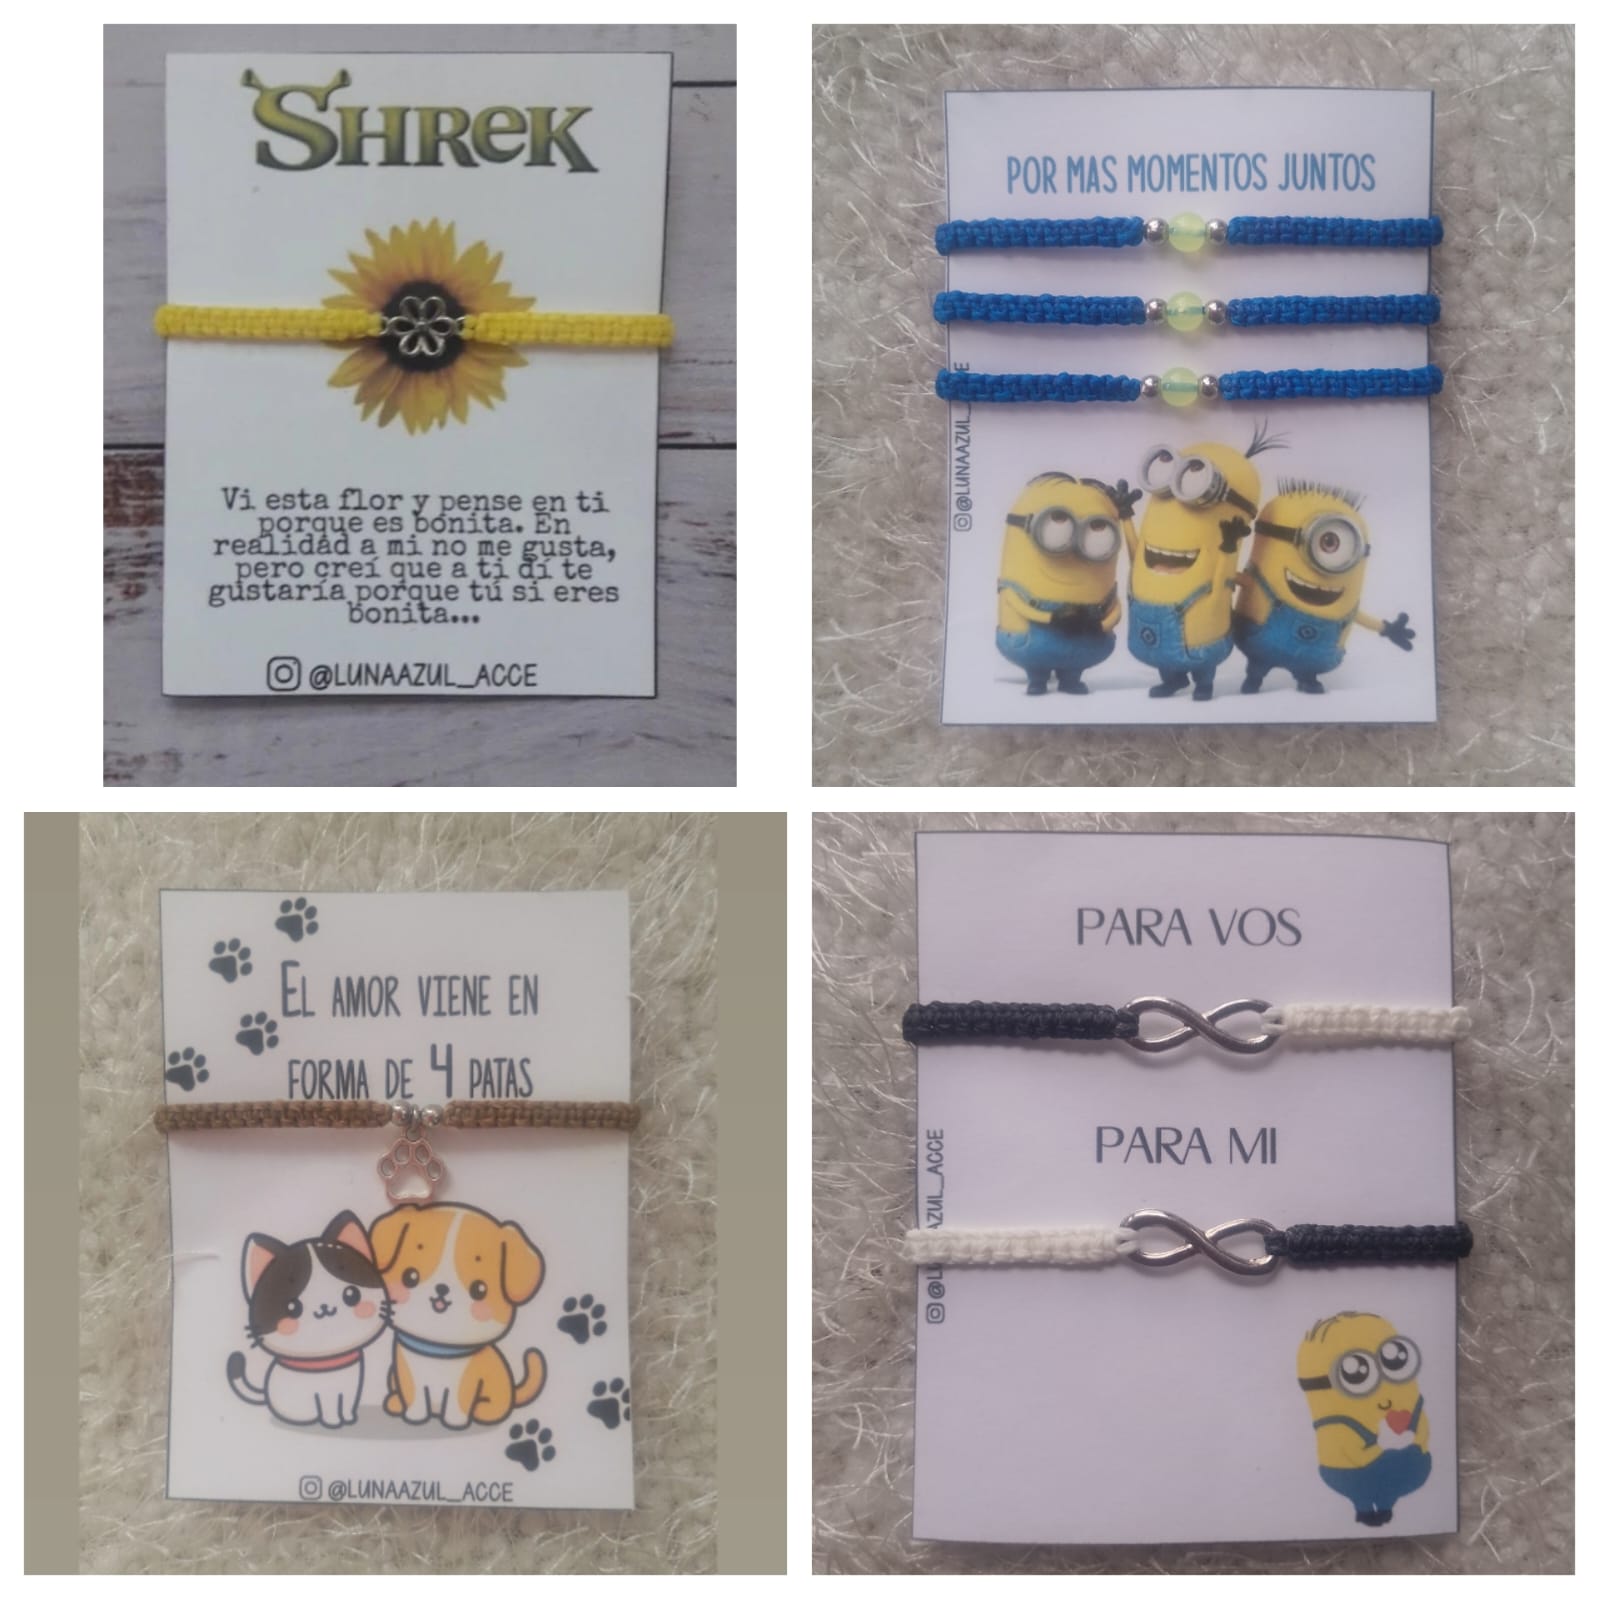 SHREK
Vi esta flor y pense en ti
porque es bonita. En
realidad a mi no me gusta,
pero creí que a ti dí te
gustaría porque tú si eres
bonita...
@LUNAAZUL_ACCE
POR MAS MOMENTOS JUNTOS
@LUNAAZUL_ACCE
EL AMOR VIENE EN
FORMA DE 4 PATAS
@LUNAAZUL_ACCE
PARA VOS
PARA MI